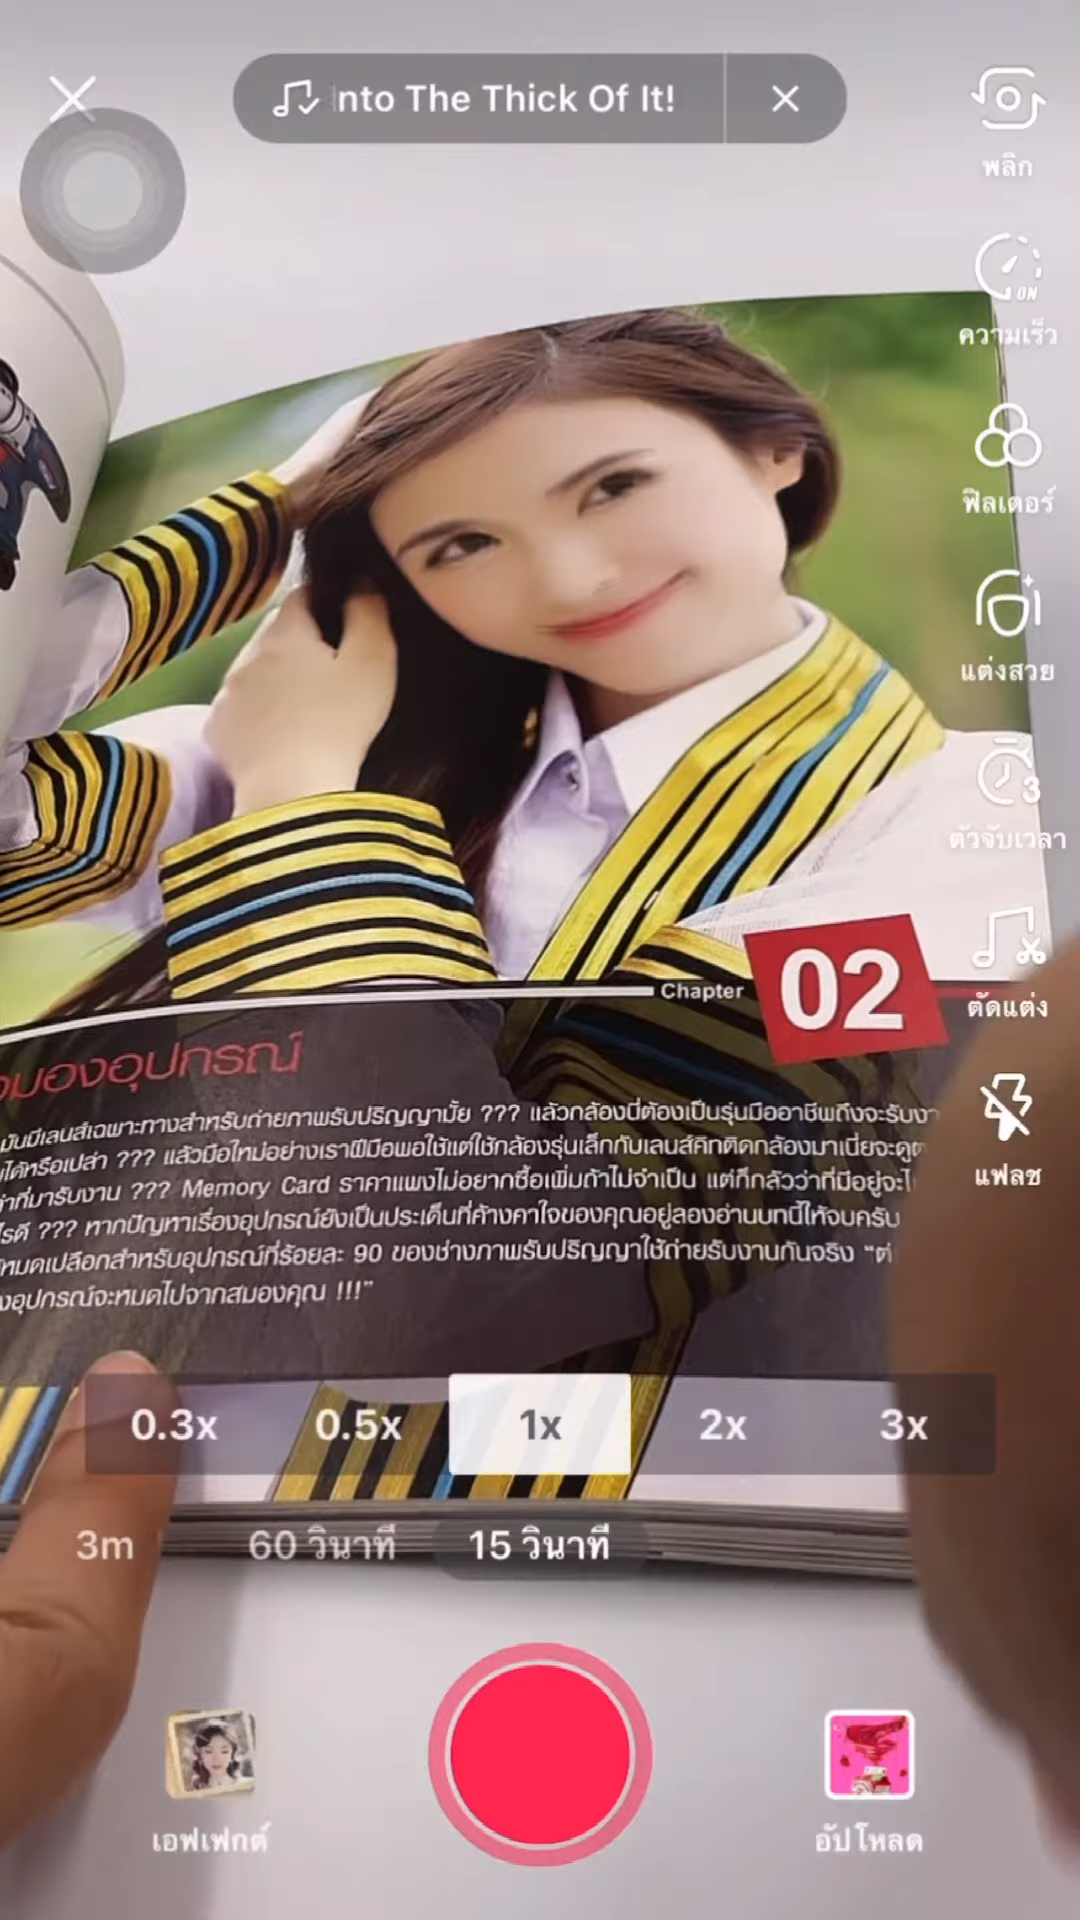 nto The Thick Of It!
พลิก
ON
ความเร็ว
ฟิลเตอร์
แต่งสวย
3
ตัวจับเวลา
ตัดแต่ง
แฟลช
Chapter 02
มองอุปกรณ์
มันมีเลนส์เฉพาะทางสำหรับถ่ายภาพรับปริญญามั้ย ??? แล้วกล้องนี่ต้องเป็นรุ่นมืออาชีพถึงจะรับงา
ได้หรือเปล่า ??? แล้วมือใหม่อย่างเราฝีมือพอใช้แต่ใช้กล้องรุ่นเล็กกับเลนส์คิทติดกล้องมาเนี่ยจะดู
ที่มารับงาน ??? Memory Card ราคาแพงไม่อยากซื้อเพิ่มถ้าไม่จำเป็น แต่ก็กลัวว่าที่มีอยู่จะ
รดี ??? หากปัญหาเรื่องอุปกรณ์ยังเป็นประเด็นที่ค้างคาใจของคุณอยู่ลองอ่านบทนี้ให้จบครับ
หมดเปลือกสำหรับอุปกรณ์ที่ร้อยละ 90 ของช่างภาพรับปริญญาใช้ถ่ายรับงานกันจริง “ต่
งอุปกรณ์จะหมดไปจากสมองคุณ !!!”
0.3x 0.5x 1x 2x 3x
3m 60 วินาที 15 วินาที
เอฟเฟกต์
อัปโหลด